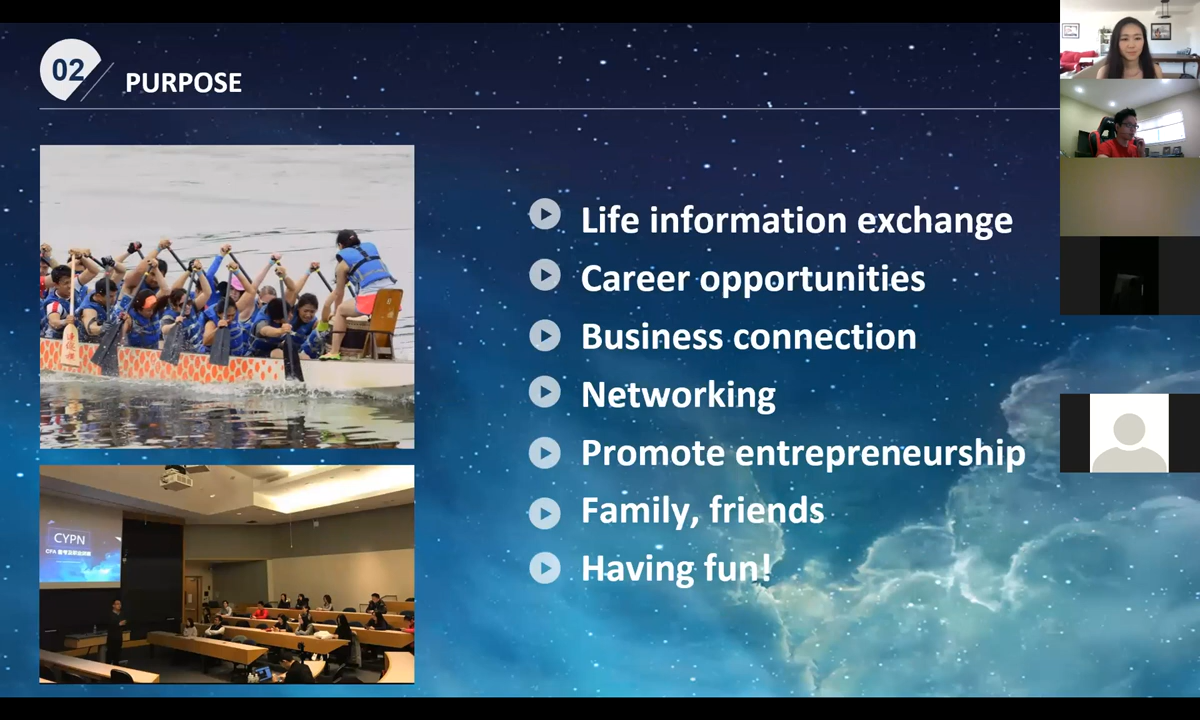 02
PURPOSE
Life information exchange
Career opportunities
Business connection
Networking
Promote entrepreneurship
Family, friends
Having fun!
CYPN